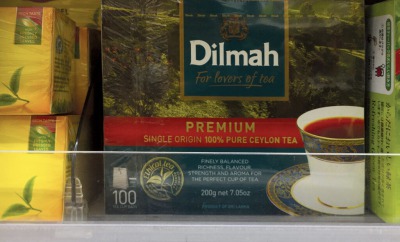 Dilmah
For lovers of tea
PREMIUM
SINGLE ORIGIN 100% PURE CEYLON TEA
FINELY BALANCED
RICHNESS, FLAVOUR,
STRENGTH AND AROMA FOR
THE PERFECT CUP OF TEA
100
200g net 7.05oz